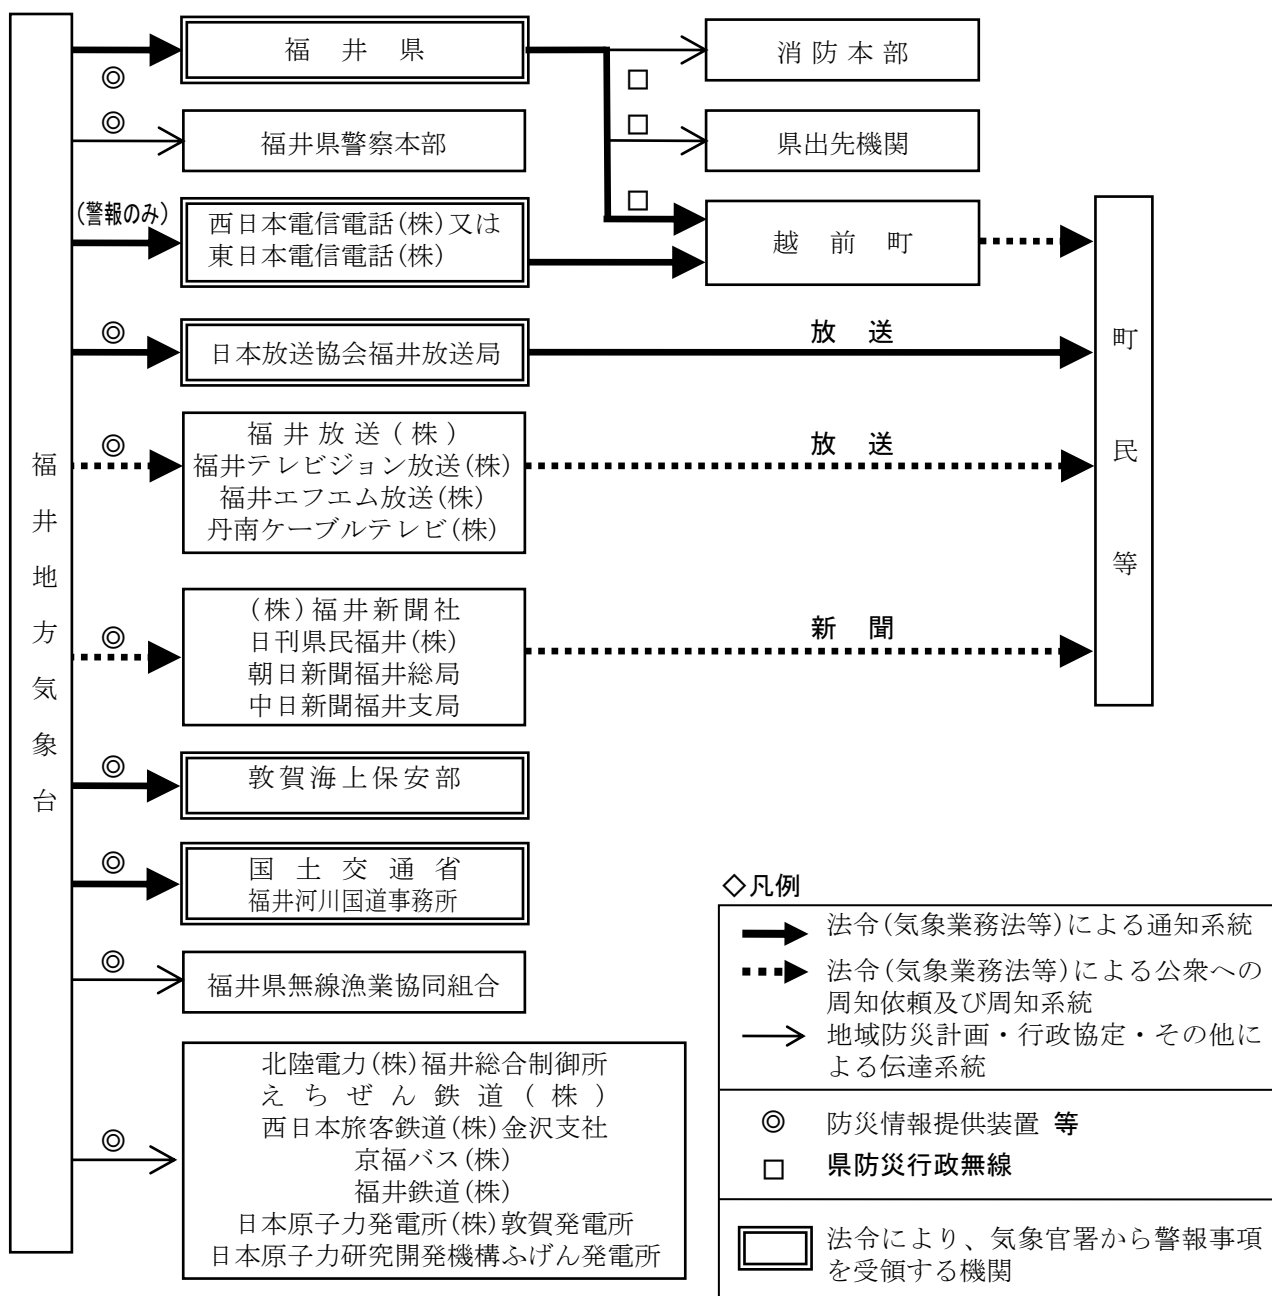 福井地方気象台
◎
福井県
□
消防本部
◎
福井県警察本部
□
県出先機関
(警報のみ)
西日本電信電話(株)又は
東日本電信電話(株)
□
越前町
町民等
◎
日本放送協会福井放送局
放送
◎
福井放送(株)
福井テレビジョン放送(株)
福井エフエム放送(株)
丹南ケーブルテレビ(株)
放送
◎
(株)福井新聞社
日刊県民福井(株)
朝日新聞福井総局
中日新聞福井支局
新聞
◎
敦賀海上保安部
◎
国土交通省
福井河川国道事務所
◎
福井県無線漁業協同組合
◎
北陸電力(株)福井総合制御所
えちぜん鉄道(株)
西日本旅客鉄道(株)金沢支社
京福バス(株)
福井鉄道(株)
日本原子力発電所(株)敦賀発電所
日本原子力研究開発機構ふげん発電所
◇凡例
法令(気象業務法等)による通知系統
法令(気象業務法等)による公衆への
周知依頼及び周知系統
地域防災計画・行政協定・その他に
よる伝達系統
◎ 防災情報提供装置 等
□ 県防災行政無線
法令により、気象官署から警報事項
を受領する機関